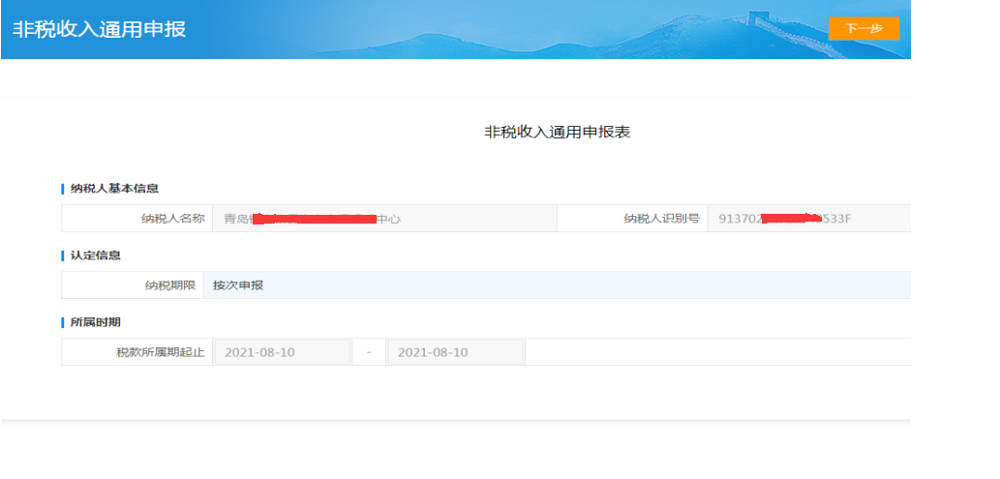 非税收入通用申报
下一步
非税收入通用申报表
纳税人基本信息
纳税人名称 青岛 中心 纳税人识别号 913702 533F
认定信息
纳税期限 按次申报
所属时期
税款所属期起止 2021-08-10 - 2021-08-10